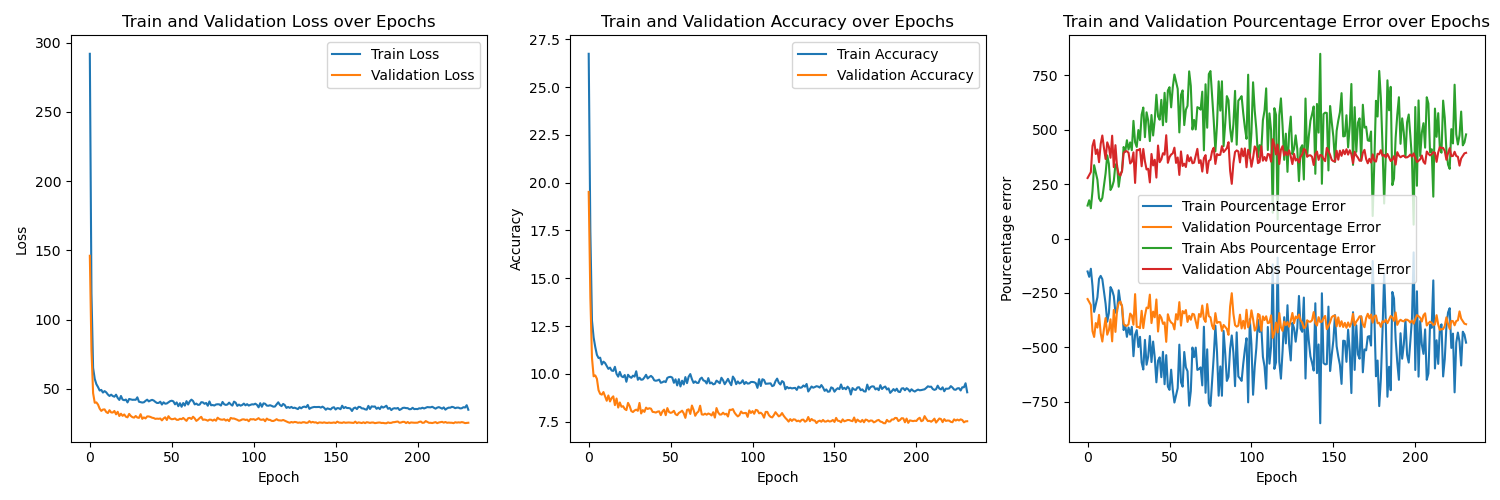 Train and Validation Loss over Epochs
300
250
200
150
100
50
Loss
0
50
100
150
200
Epoch
Train Loss
Validation Loss
Train and Validation Accuracy over Epochs
27.5
25.0
22.5
20.0
17.5
15.0
12.5
10.0
7.5
Accuracy
0
50
100
150
200
Epoch
Train Accuracy
Validation Accuracy
Train and Validation Pourcentage Error over Epochs
750
500
250
0
−250
−500
−750
Pourcentage error
0
50
100
150
200
Epoch
Train Pourcentage Error
Validation Pourcentage Error
Train Abs Pourcentage Error
Validation Abs Pourcentage Error